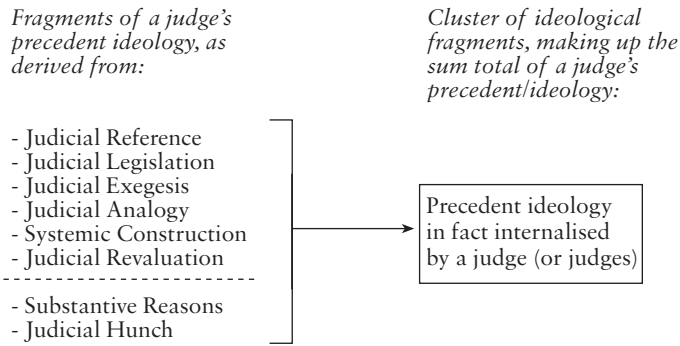 Fragments of a judge's
precedent ideology, as
derived from:
Cluster of ideological
fragments, making up the
sum total of a judge's
precedent/ideology:
- Judicial Reference
- Judicial Legislation
- Judicial Exegesis
- Judicial Analogy
- Systemic Construction
- Judicial Revaluation
- Substantive Reasons
- Judicial Hunch
Precedent ideology
in fact internalised
by a judge (or judges)